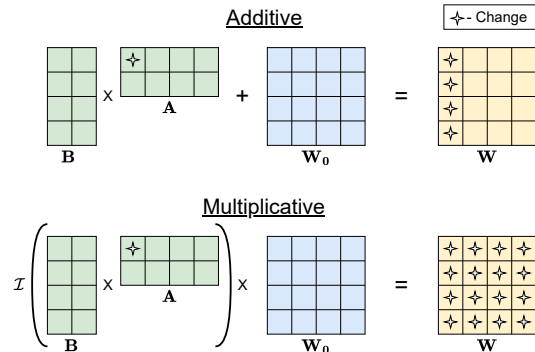 Additive
- Change
B × A + W₀ = W
Multiplicative
𝓘 ( B × A ) × W₀ = W